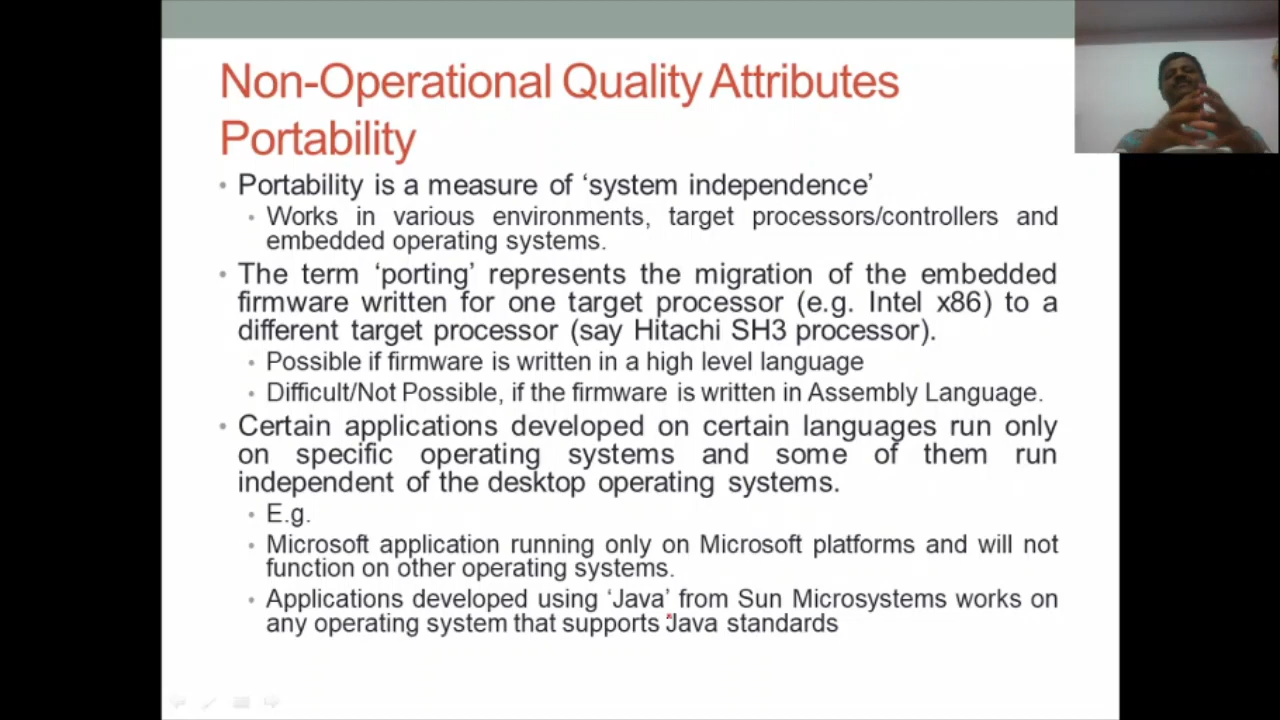 Non-Operational Quality Attributes
Portability
• Portability is a measure of ‘system independence’
• Works in various environments, target processors/controllers and
embedded operating systems.
• The term ‘porting’ represents the migration of the embedded
firmware written for one target processor (e.g. Intel x86) to a
different target processor (say Hitachi SH3 processor).
• Possible if firmware is written in a high level language
• Difficult/Not Possible, if the firmware is written in Assembly Language.
• Certain applications developed on certain languages run only
on specific operating systems and some of them run
independent of the desktop operating systems.
• E.g.
• Microsoft application running only on Microsoft platforms and will not
function on other operating systems.
• Applications developed using ‘Java’ from Sun Microsystems works on
any operating system that supports Java standards